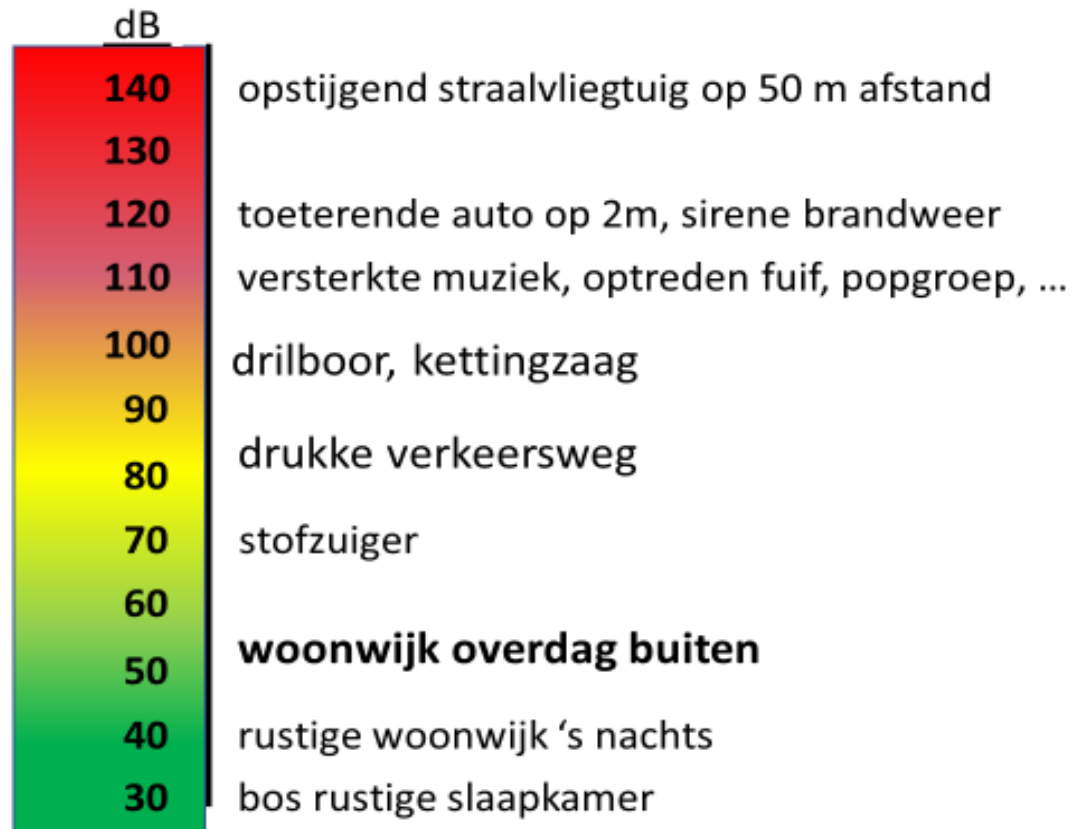 dB
140 opstijgend straalvliegtuig op 50 m afstand
130
120 toeterende auto op 2m, sirene brandweer
110 versterkte muziek, optreden fuif, popgroep, ...
100 drilboor, kettingzaag
90
drukke verkeersweg
80
70 stofzuiger
60
woonwijk overdag buiten
50
40 rustige woonwijk ‘s nachts
30 bos rustige slaapkamer